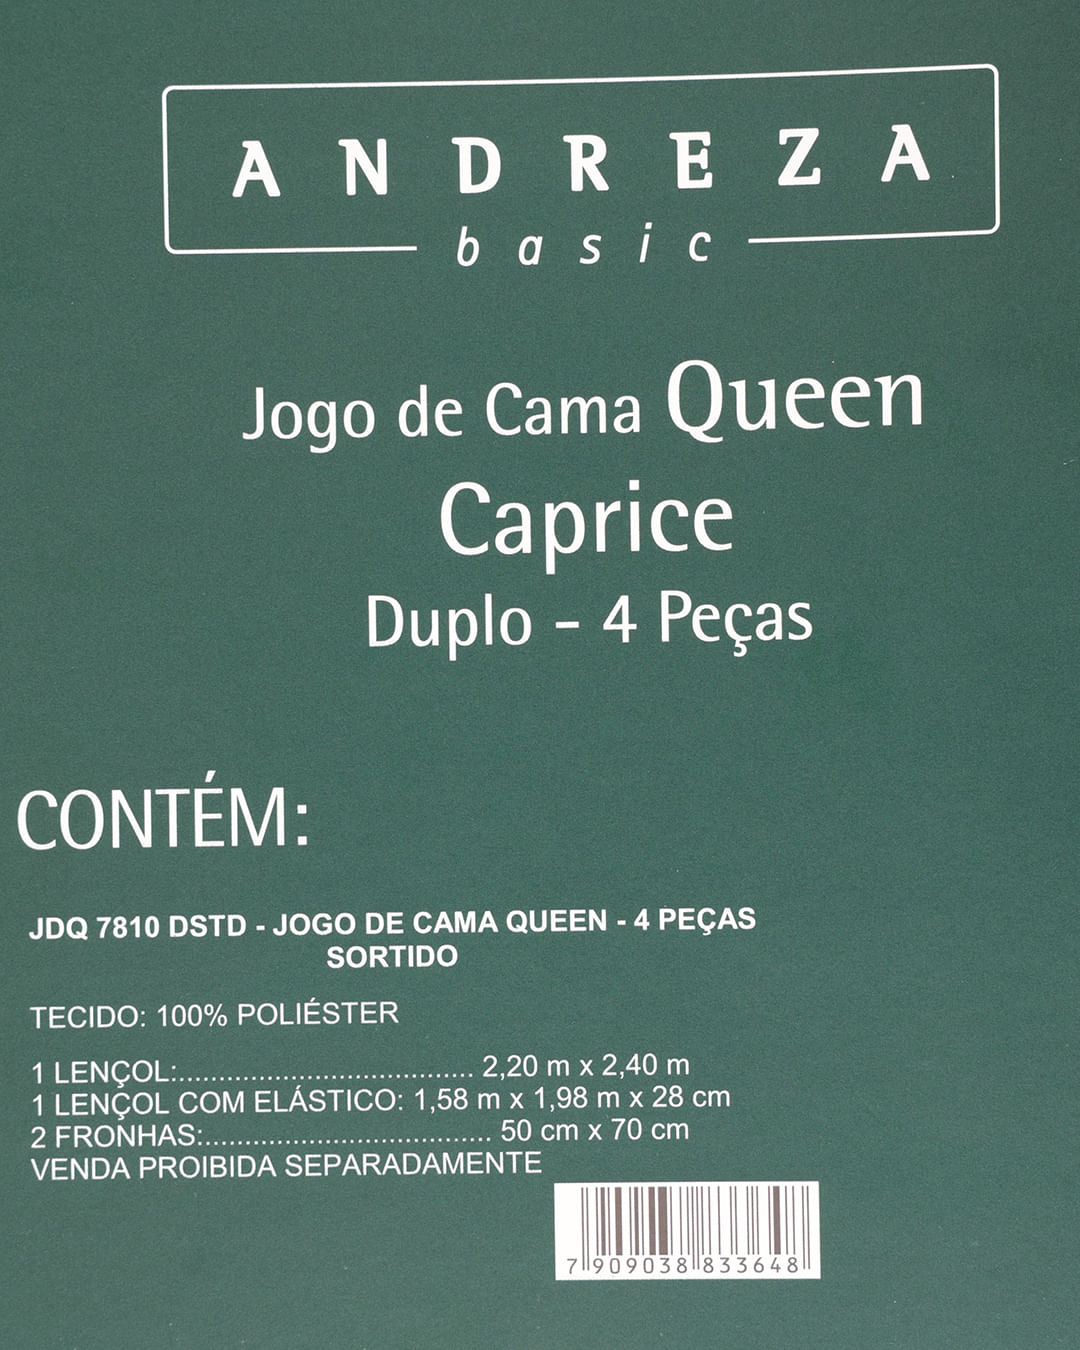 ANDREZA
basic
Jogo de Cama Queen
Caprice
Duplo - 4 Peças
CONTÉM:
JDQ 7810 DSTD - JOGO DE CAMA QUEEN - 4 PEÇAS
SORTIDO
TECIDO: 100% POLIÉSTER
1 LENÇOL:..................................... 2,20 m x 2,40 m
1 LENÇOL COM ELÁSTICO: 1,58 m x 1,98 m x 28 cm
2 FRONHAS:.................................... 50 cm x 70 cm
VENDA PROIBIDA SEPARADAMENTE
7 909038 833648